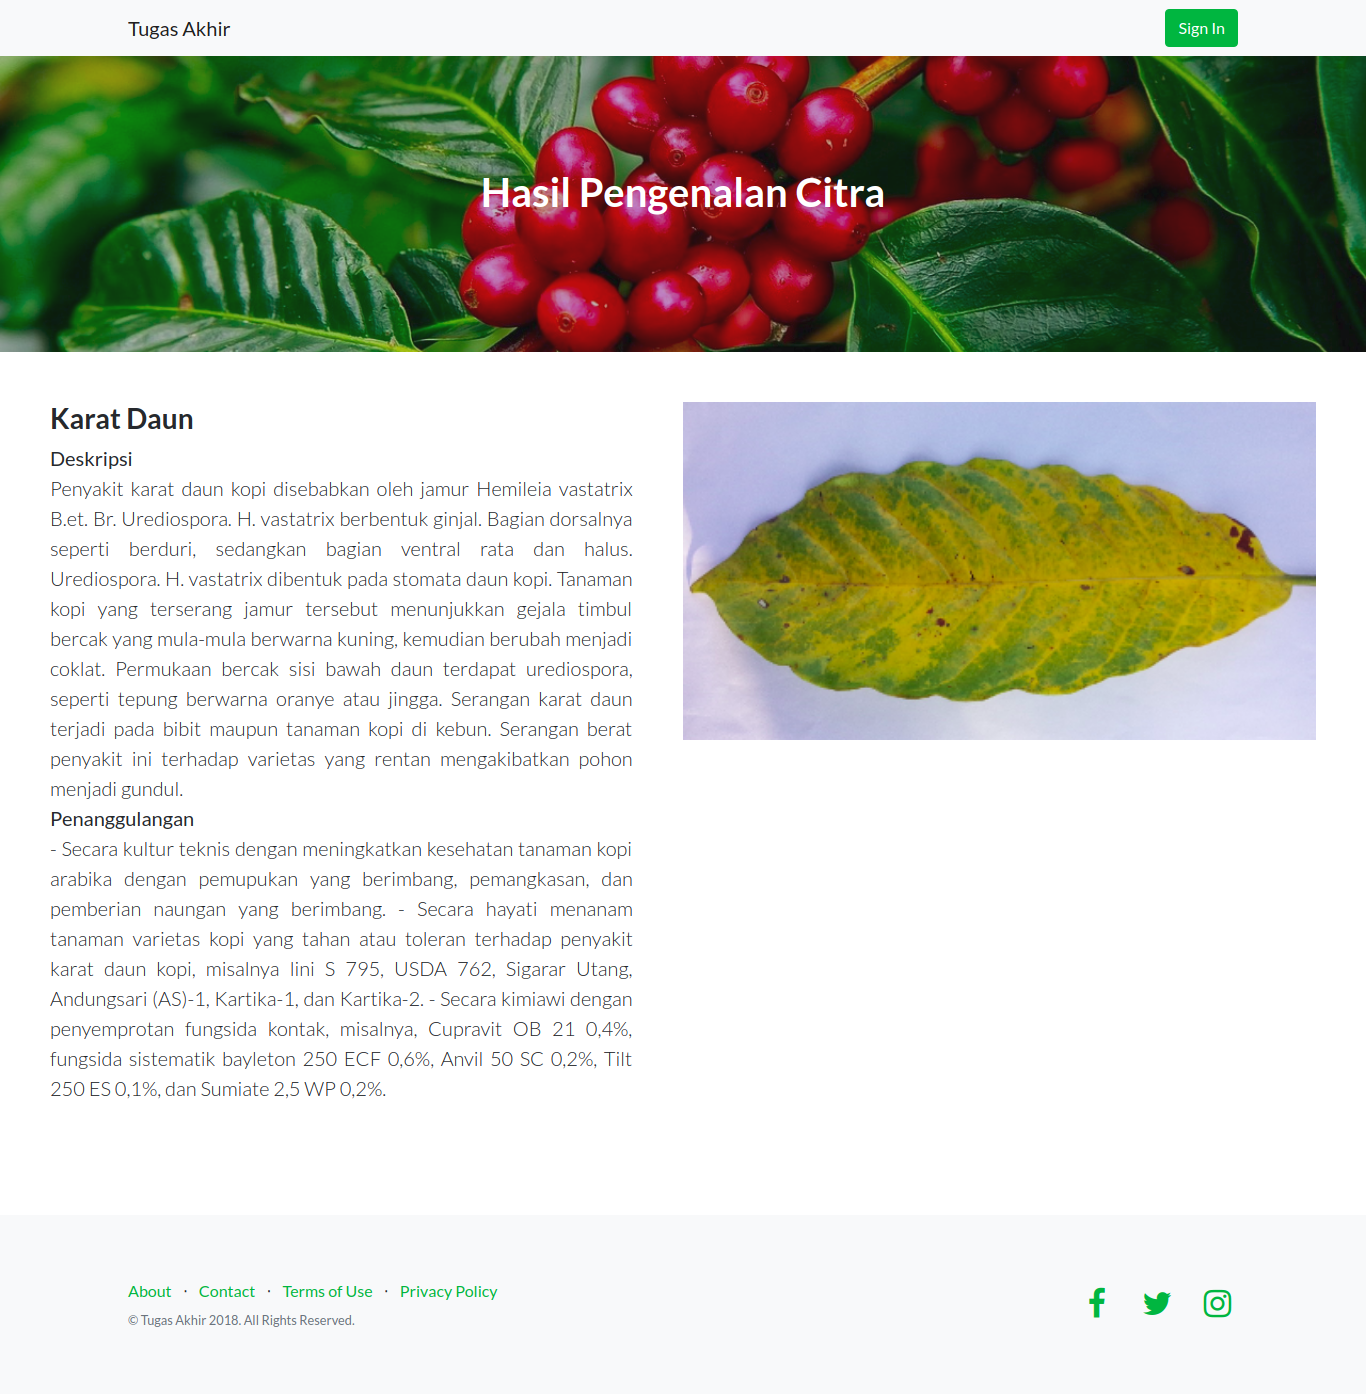 Tugas Akhir
Sign In
Hasil Pengenalan Citra
Karat Daun
Deskripsi
Penyakit karat daun kopi disebabkan oleh jamur Hemileia vastatrix
B.et. Br. Urediospora. H. vastatrix berbentuk ginjal. Bagian dorsalnya
seperti berduri, sedangkan bagian ventral rata dan halus.
Urediospora. H. vastatrix dibentuk pada stomata daun kopi. Tanaman
kopi yang terserang jamur tersebut menunjukkan gejala timbul
bercak yang mula-mula berwarna kuning, kemudian berubah menjadi
coklat. Permukaan bercak sisi bawah daun terdapat urediospora,
seperti tepung berwarna oranye atau jingga. Serangan karat daun
terjadi pada bibit maupun tanaman kopi di kebun. Serangan berat
penyakit ini terhadap varietas yang rentan mengakibatkan pohon
menjadi gundul.
Penanggulangan
- Secara kultur teknis dengan meningkatkan kesehatan tanaman kopi
arabika dengan pemupukan yang berimbang, pemangkasan, dan
pemberian naungan yang berimbang. - Secara hayati menanam
tanaman varietas kopi yang tahan atau toleran terhadap penyakit
karat daun kopi, misalnya lini S 795, USDA 762, Sigarar Utang,
Andungsari (AS)-1, Kartika-1, dan Kartika-2. - Secara kimiawi dengan
penyemprotan fungsida kontak, misalnya, Cupravit OB 21 0,4%,
fungsida sistematik bayleton 250 ECF 0,6%, Anvil 50 SC 0,2%, Tilt
250 ES 0,1%, dan Sumiate 2,5 WP 0,2%.
About · Contact · Terms of Use · Privacy Policy
© Tugas Akhir 2018. All Rights Reserved.